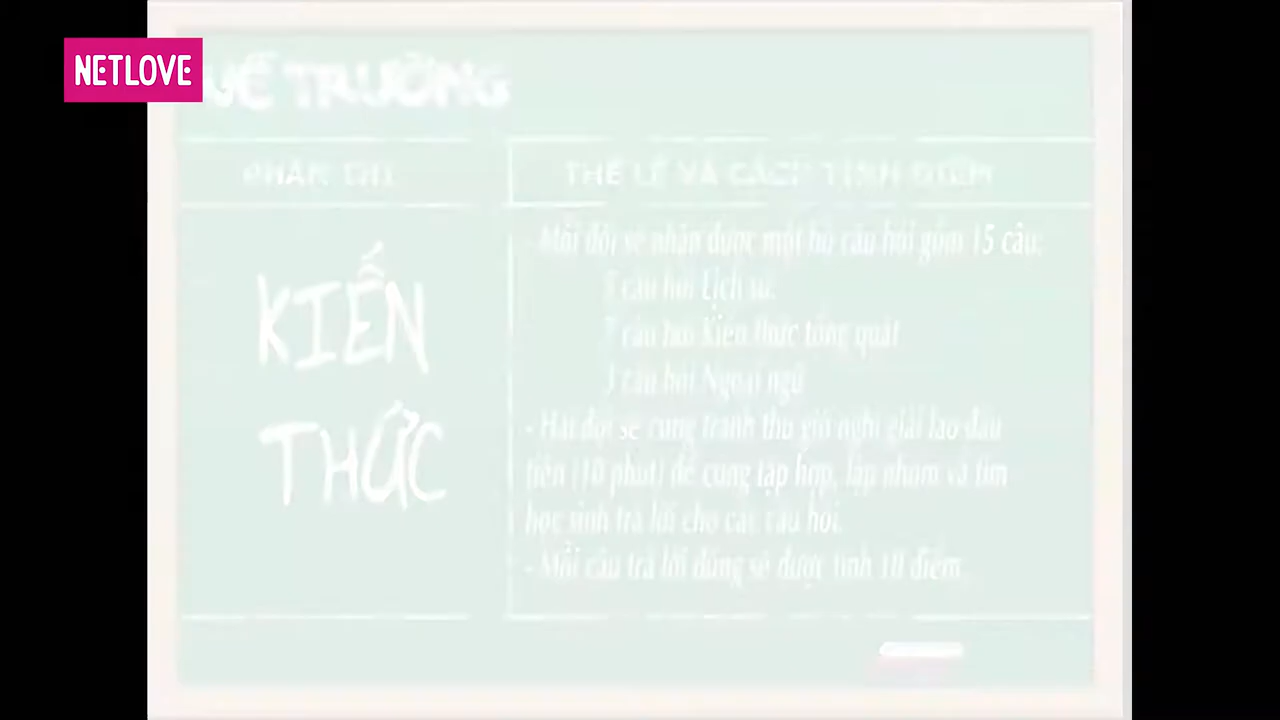 NETLOVE
VỀ TRƯỜNG
PHẦN THI
THỂ LỆ VÀ CÁCH TÍNH ĐIỂM
KIẾN
THỨC
- Mỗi đội sẽ nhận được một bộ câu hỏi gồm 15 câu:
câu hỏi Lịch sử.
7 câu hỏi Kiến thức tổng quát
3 câu hỏi Ngoại ngữ
- Hai đội sẽ cùng tranh thủ giờ nghỉ giải lao đầu
tiên (10 phút) để cùng tập hợp, lập nhóm và tìm
học sinh trả lời cho các câu hỏi.
- Mỗi câu trả lời đúng sẽ được tính 10 điểm.